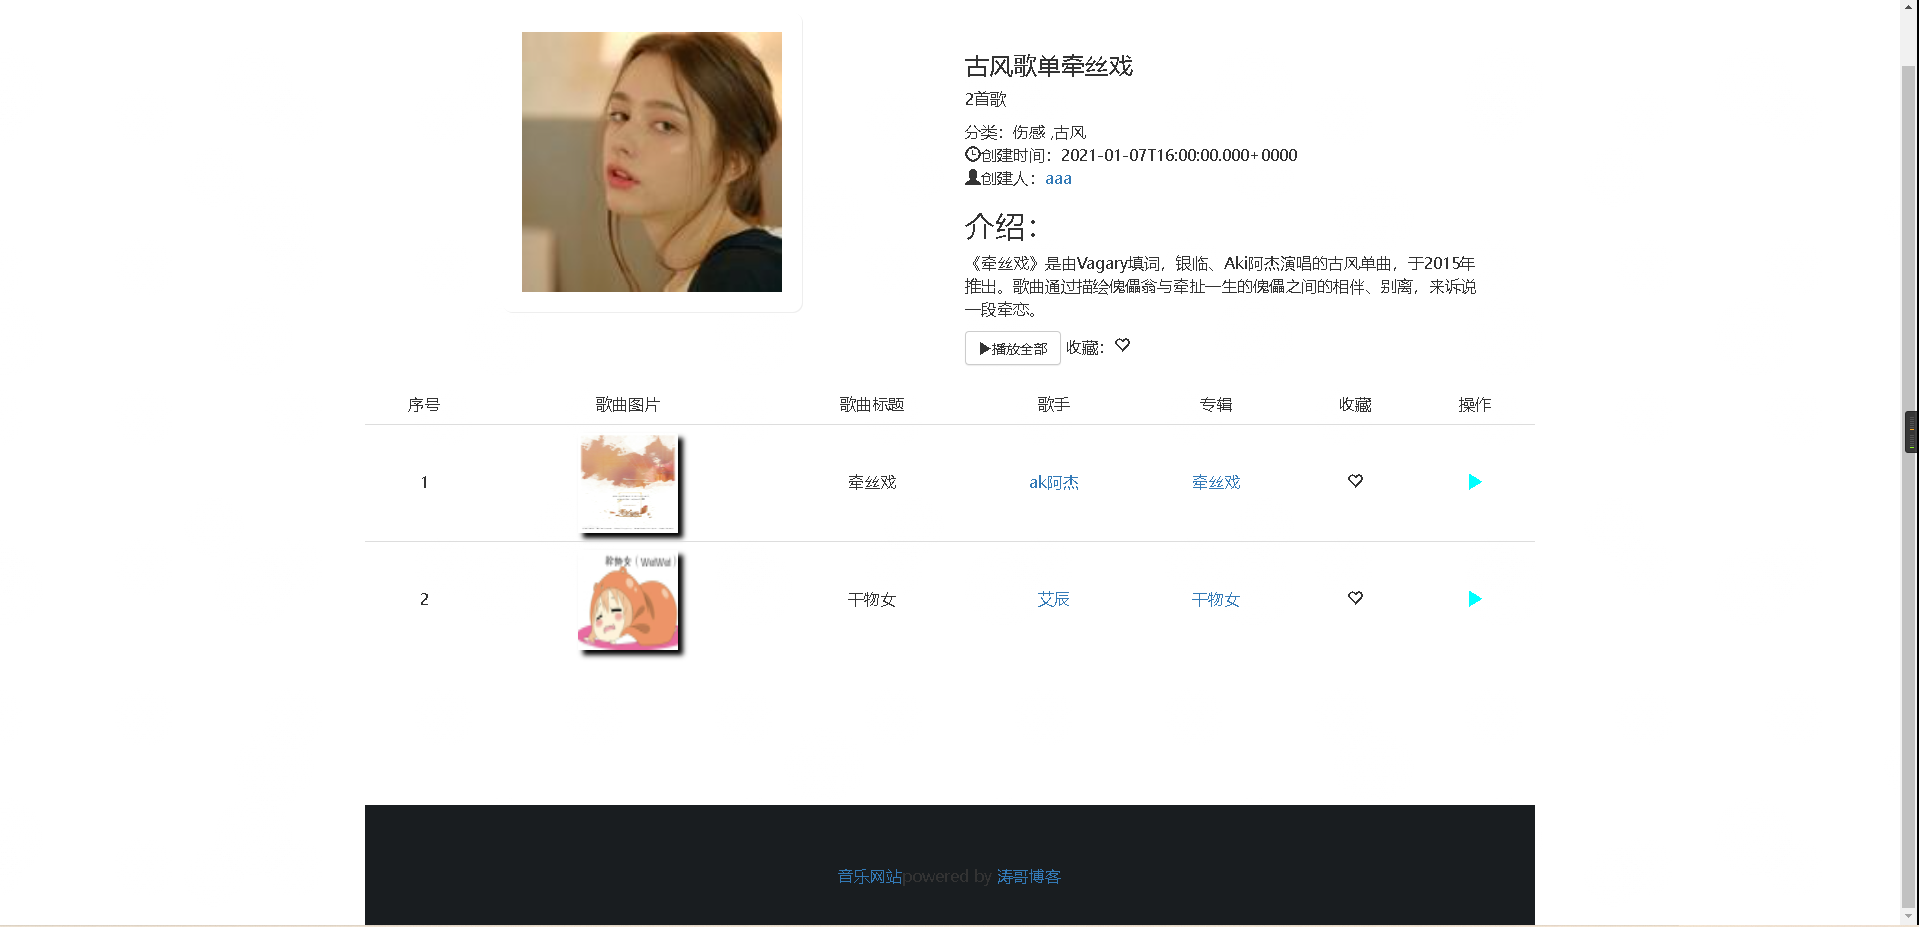 古风歌单牵丝戏
2首歌
分类：伤感 ,古风
创建时间：2021-01-07T16:00:00.000+0000
创建人：aaa
介绍：
《牵丝戏》是由Vagary填词，银临、Aki阿杰演唱的古风单曲，于2015年
推出。歌曲通过描绘傀儡翁与牵扯一生的傀儡之间的相伴、别离，来诉说
一段牵恋。
播放全部 收藏：
序号 歌曲图片 歌曲标题 歌手 专辑 收藏 操作
1 牵丝戏 ak阿杰 牵丝戏
2 干物女 艾辰 干物女
音乐网站powered by 涛哥博客